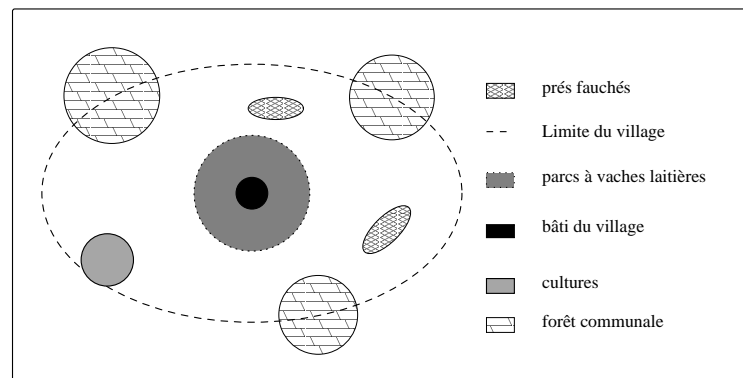 prés fauchés
Limite du village
parcs à vaches laitières
bâti du village
cultures
forêt communale